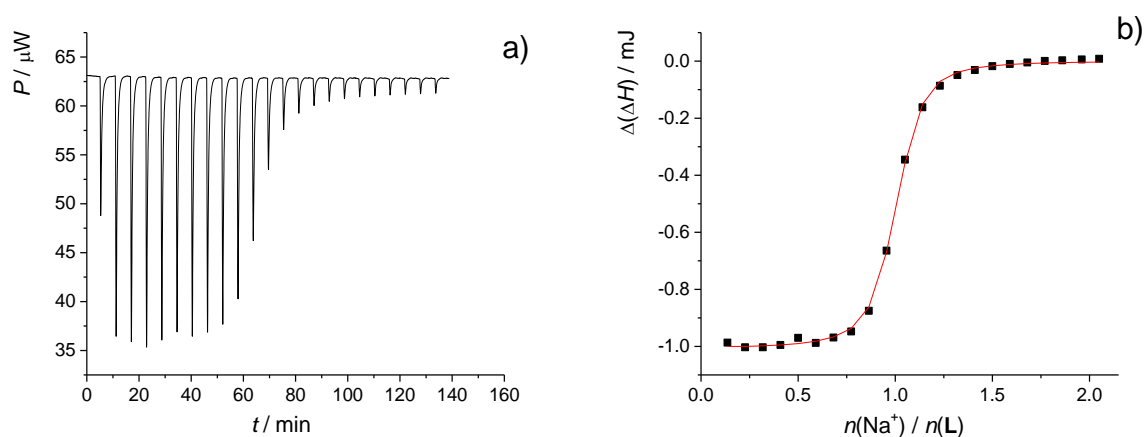 a)
P / μW
65
60
55
50
45
40
35
0 20 40 60 80 100 120 140 160
t / min
b)
Δ(ΔH) / mJ
0.0
-0.2
-0.4
-0.6
-0.8
-1.0
0.0 0.5 1.0 1.5 2.0
n(Na⁺) / n(L)